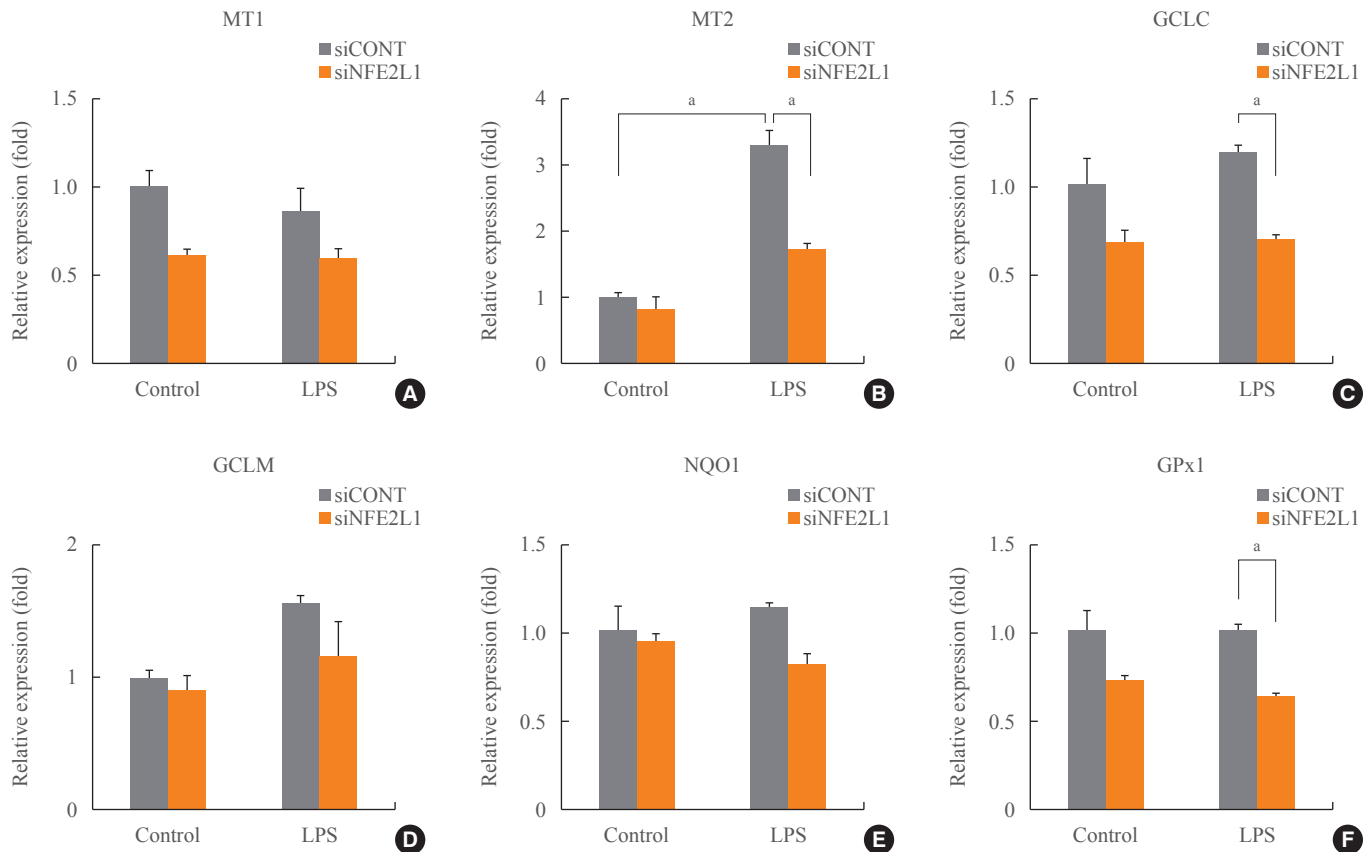 MT1
siCONT
siNFE2L1
Relative expression (fold)
1.5
1.0
0.5
0
Control LPS
A
MT2
siCONT
siNFE2L1
Relative expression (fold)
4
3
2
1
0
a a
Control LPS
B
GCLC
siCONT
siNFE2L1
Relative expression (fold)
1.5
1.0
0.5
0
a
Control LPS
C
GCLM
siCONT
siNFE2L1
Relative expression (fold)
2
1
0
Control LPS
D
NQO1
siCONT
siNFE2L1
Relative expression (fold)
1.5
1.0
0.5
0
Control LPS
E
GPx1
siCONT
siNFE2L1
Relative expression (fold)
1.5
1.0
0.5
0
a
Control LPS
F